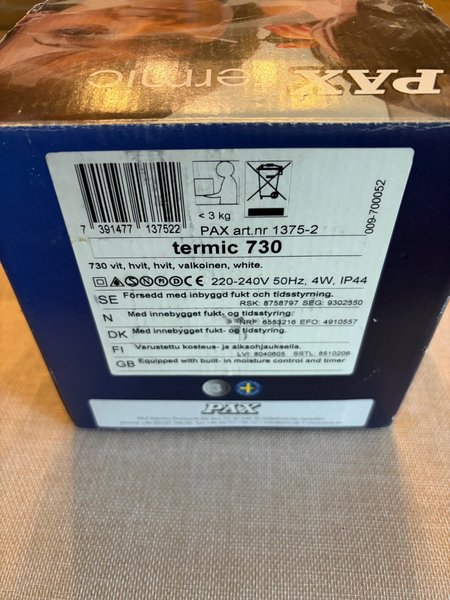 PAX termic
7 391477 137522
< 3 kg
PAX art.nr 1375-2
009-700052
termic 730
730 vit, hvit, hvit, valkoinen, white.
CE 220-240V 50Hz, 4W, IP44
SE Försedd med inbyggd fukt och tidsstyrning.
RSK: 8758797 SEG: 9302550
N Med innebygget fukt- og tidsstyring:
NRF: 8553216 EFO: 4910557
DK Med innebygget fukt- og tidstyring.
FI Varustettu kosteus- ja aikaohjauksella.
LVI: 8040605 SSTL: 8510206
GB Equipped with built- in moisture control and timer
3
PAX